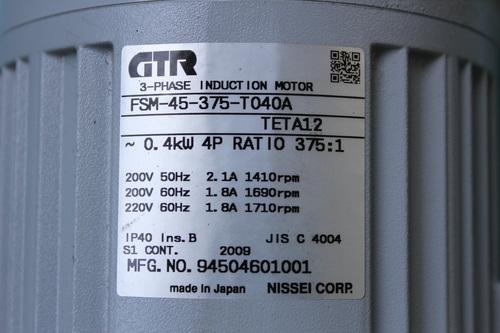 GTR
3-PHASE INDUCTION MOTOR
FSM-45-375-T040A
TETA12
~ 0.4kW 4P RATIO 375:1
200V 50Hz 2.1A 1410rpm
200V 60Hz 1.8A 1690rpm
220V 60Hz 1.8A 1710rpm
IP40 Ins.B JIS C 4004
S1 CONT. 2009
MFG. NO. 94504601001
made in Japan NISSEI CORP.